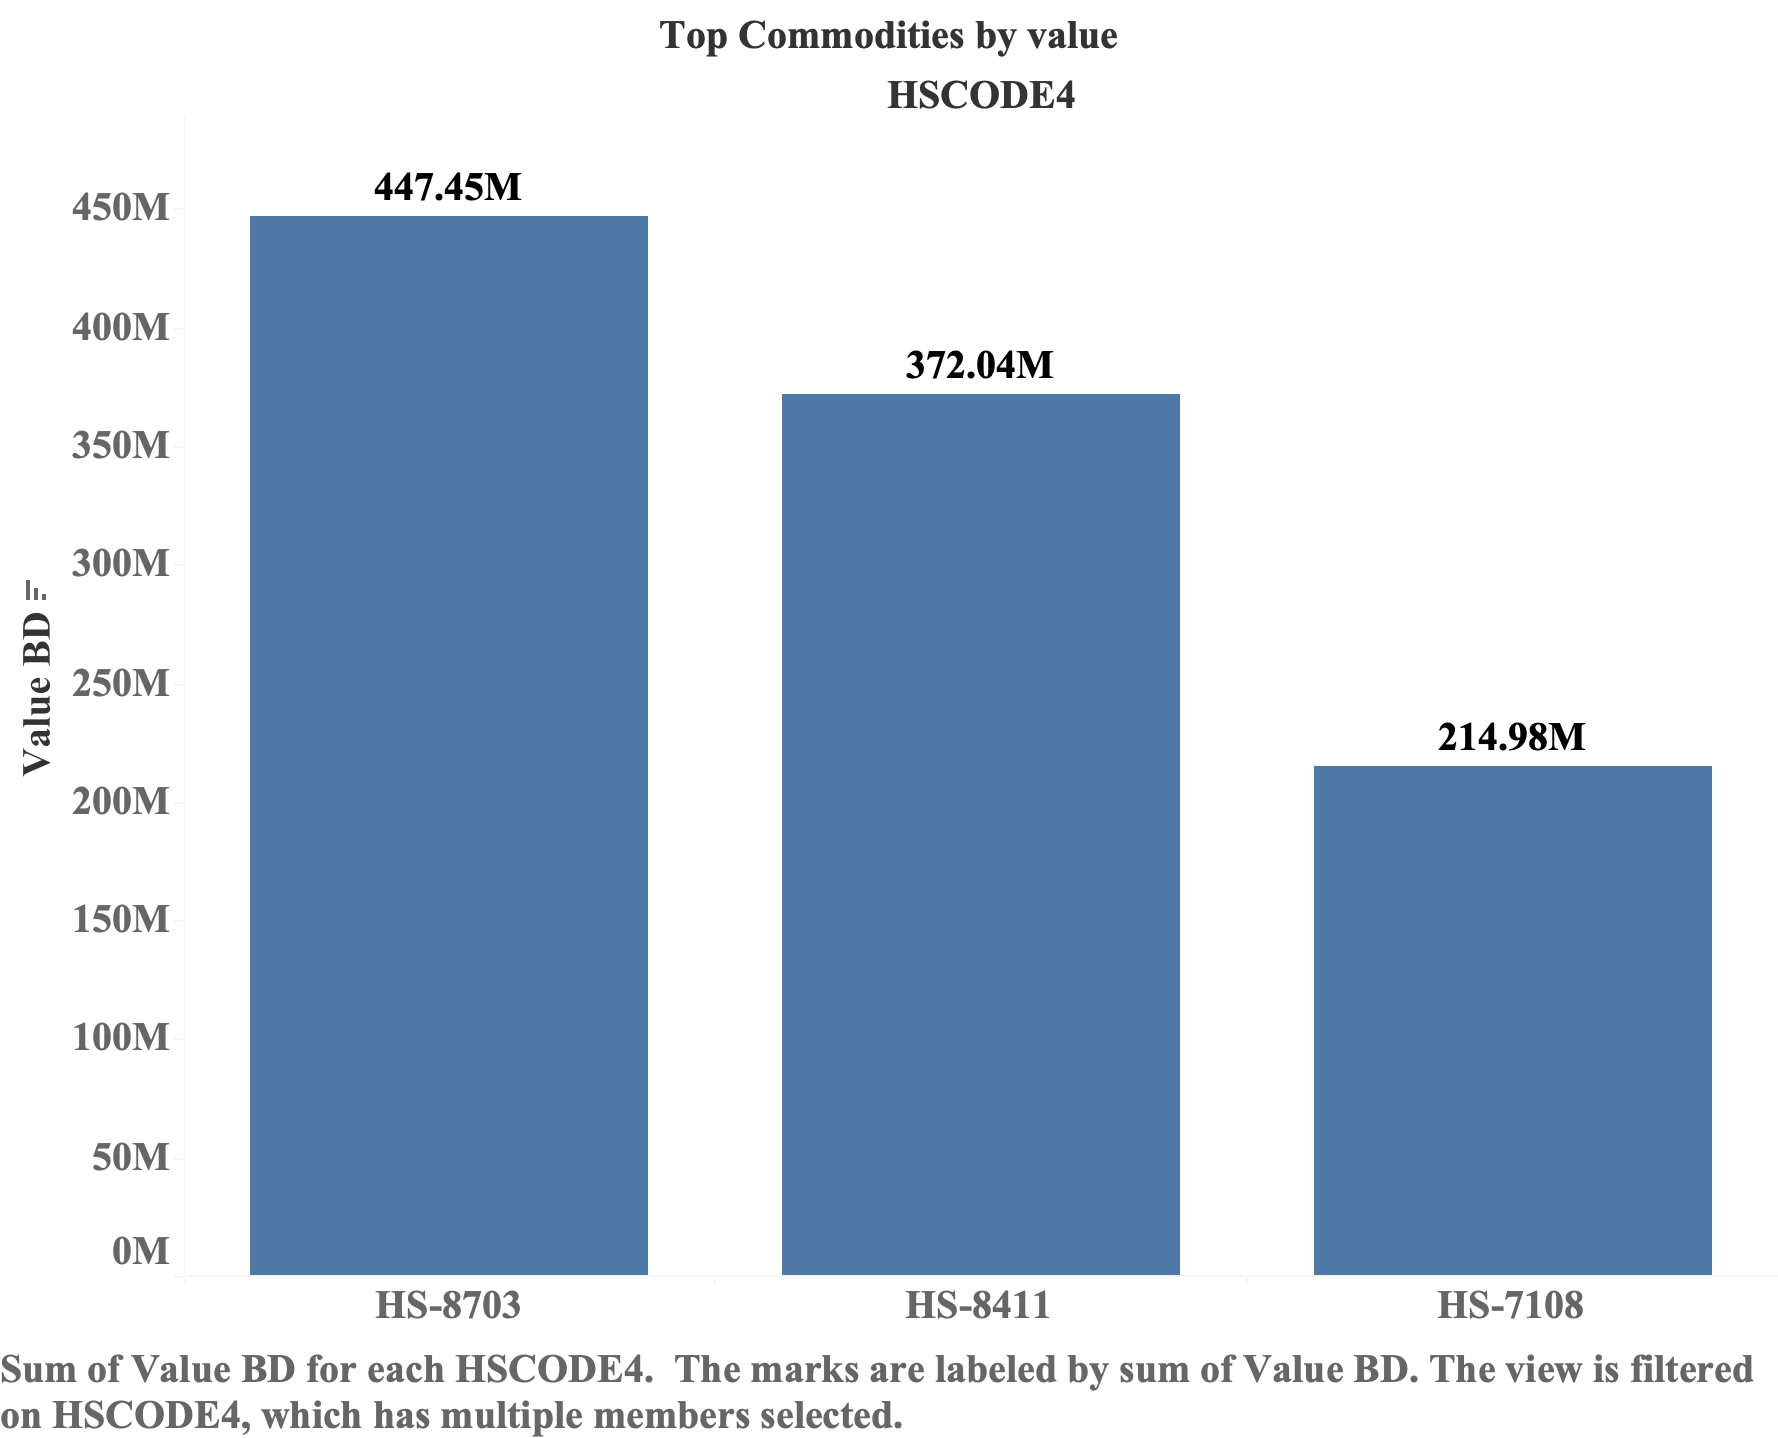 Top Commodities by value
HSCODE4
447.45M
372.04M
214.98M
450M
400M
350M
300M
250M
200M
150M
100M
50M
0M
Value BD
HS-8703
HS-8411
HS-7108
Sum of Value BD for each HSCODE4.  The marks are labeled by sum of Value BD. The view is filtered
on HSCODE4, which has multiple members selected.